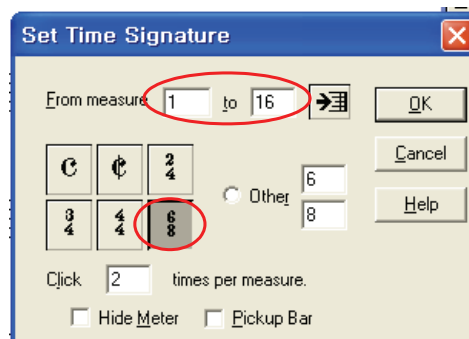 Set Time Signature
From measure 1 to 16
OK
Cancel
Help
C ¢ 2/4
3/4 4/4 6/8
Other 6
8
Click 2 times per measure.
Hide Meter Pickup Bar